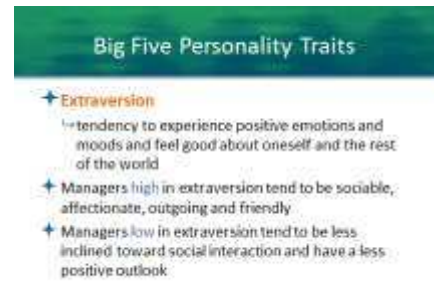 Big Five Personality Traits
Extraversion
tendency to experience positive emotions and
moods and feel good about oneself and the rest
of the world
Managers high in extraversion tend to be sociable,
affectionate, outgoing and friendly
Managers low in extraversion tend to be less
inclined toward social interaction and have a less
positive outlook